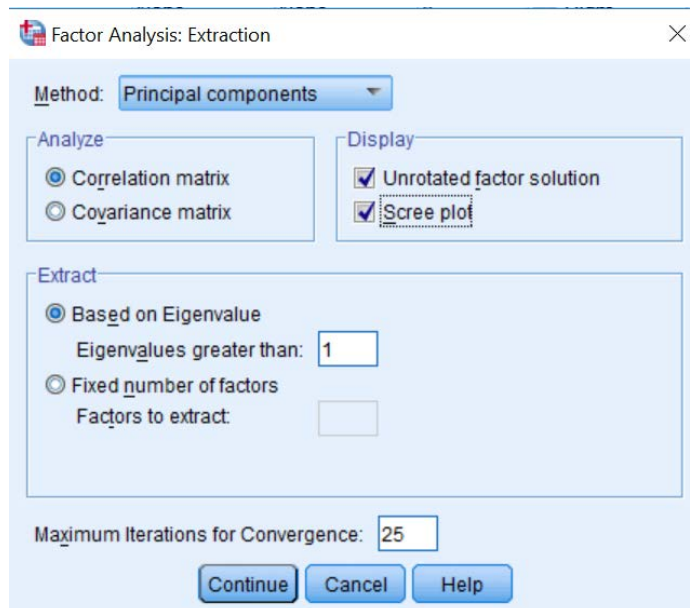 Factor Analysis: Extraction
Method: Principal components
Analyze
Correlation matrix
Covariance matrix
Display
Unrotated factor solution
Scree plot
Extract
Based on Eigenvalue
Eigenvalues greater than: 1
Fixed number of factors
Factors to extract:
Maximum Iterations for Convergence: 25
Continue Cancel Help